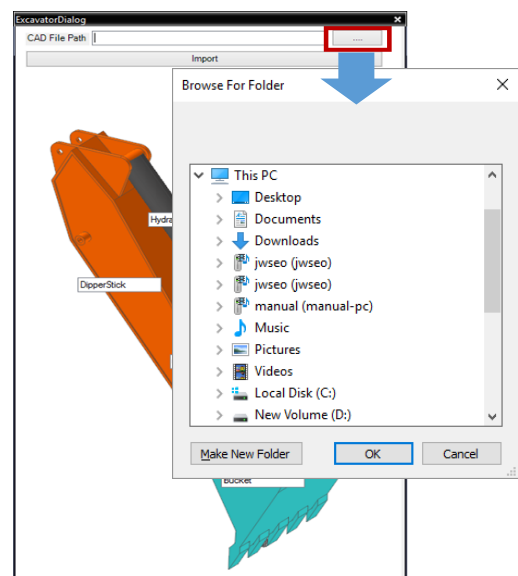 ExcavatorDialog
CAD File Path
....
Import
Browse For Folder
This PC
Desktop
Documents
Downloads
jwseo (jwseo)
jwseo (jwseo)
manual (manual-pc)
Music
Pictures
Videos
Local Disk (C:)
New Volume (D:)
Make New Folder
OK
Cancel
Hydra
DipperStick
Bucket